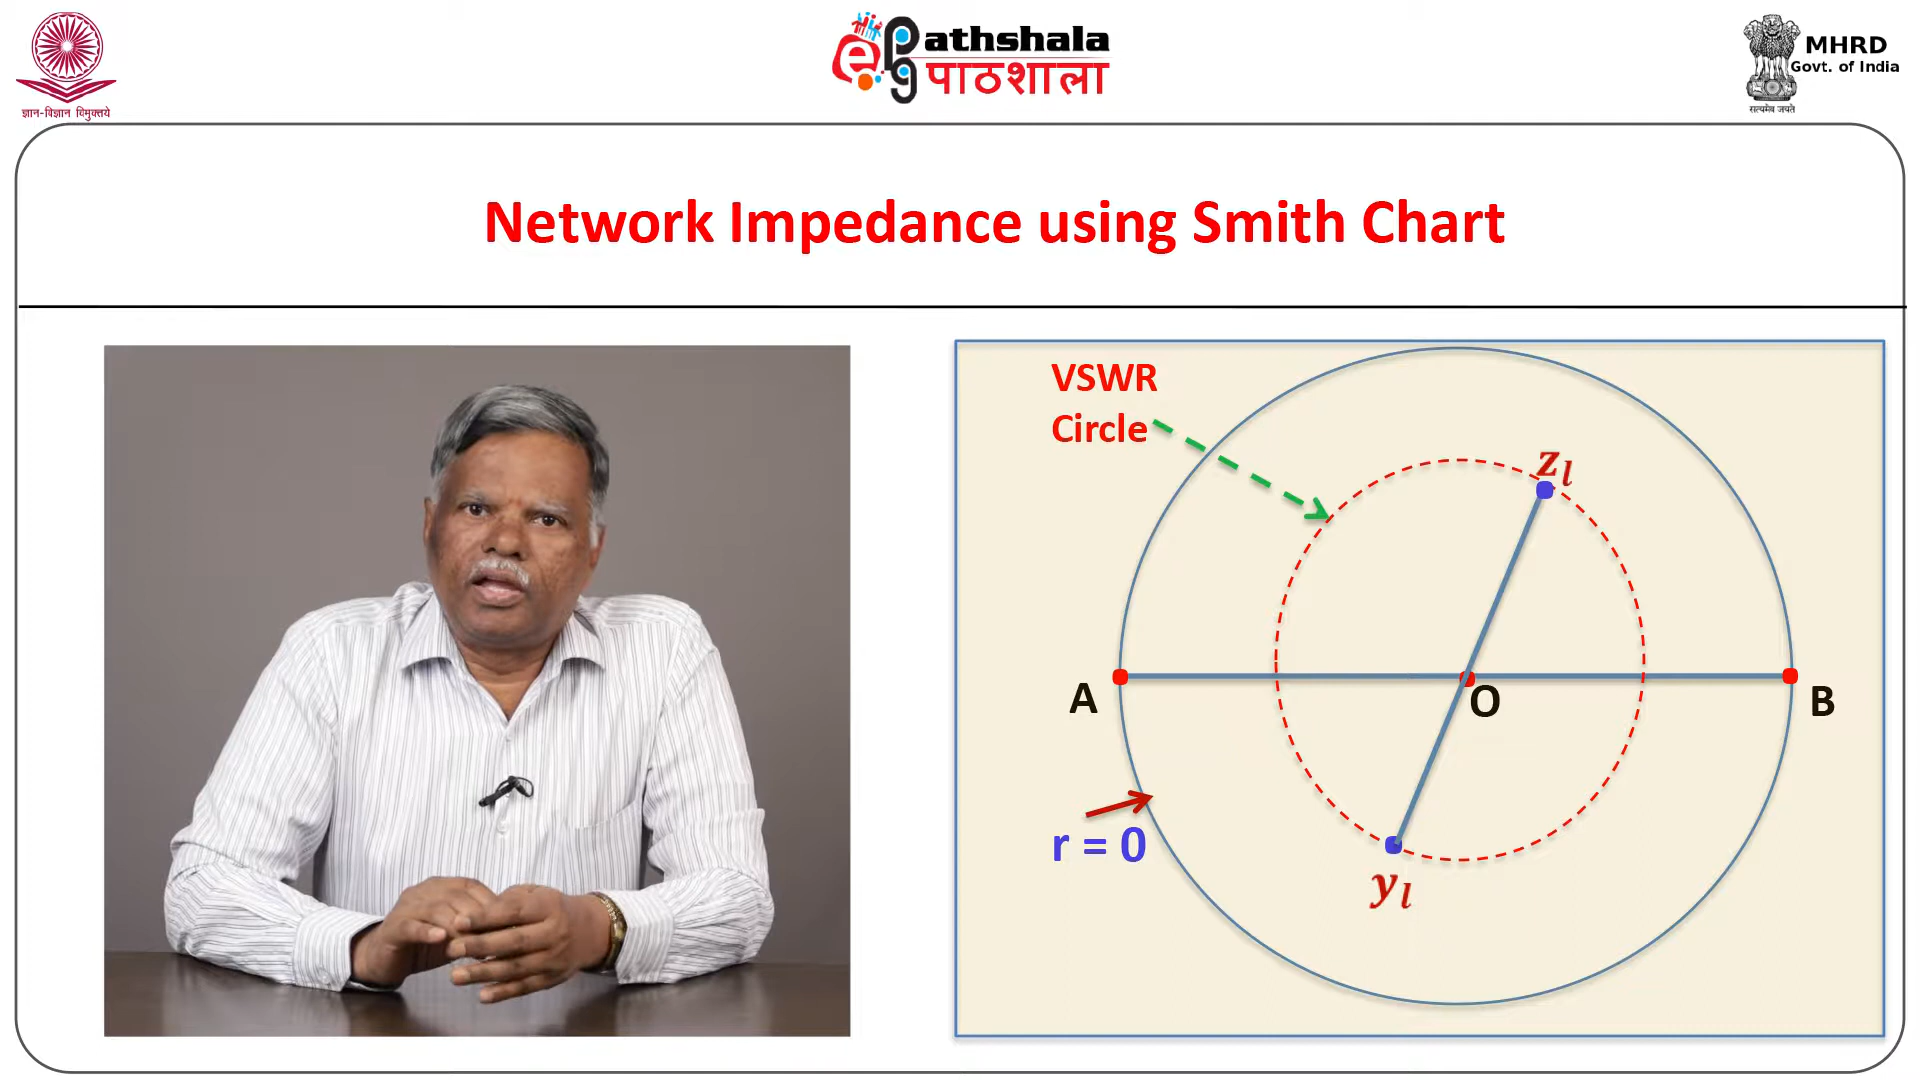 ज्ञान-विज्ञान विमुक्तये
ePG athshala
पाठशाला
MHRD
Govt. of India
सत्यमेव जयते
Network Impedance using Smith Chart
VSWR
Circle
z_l
A
O
B
r = 0
y_l